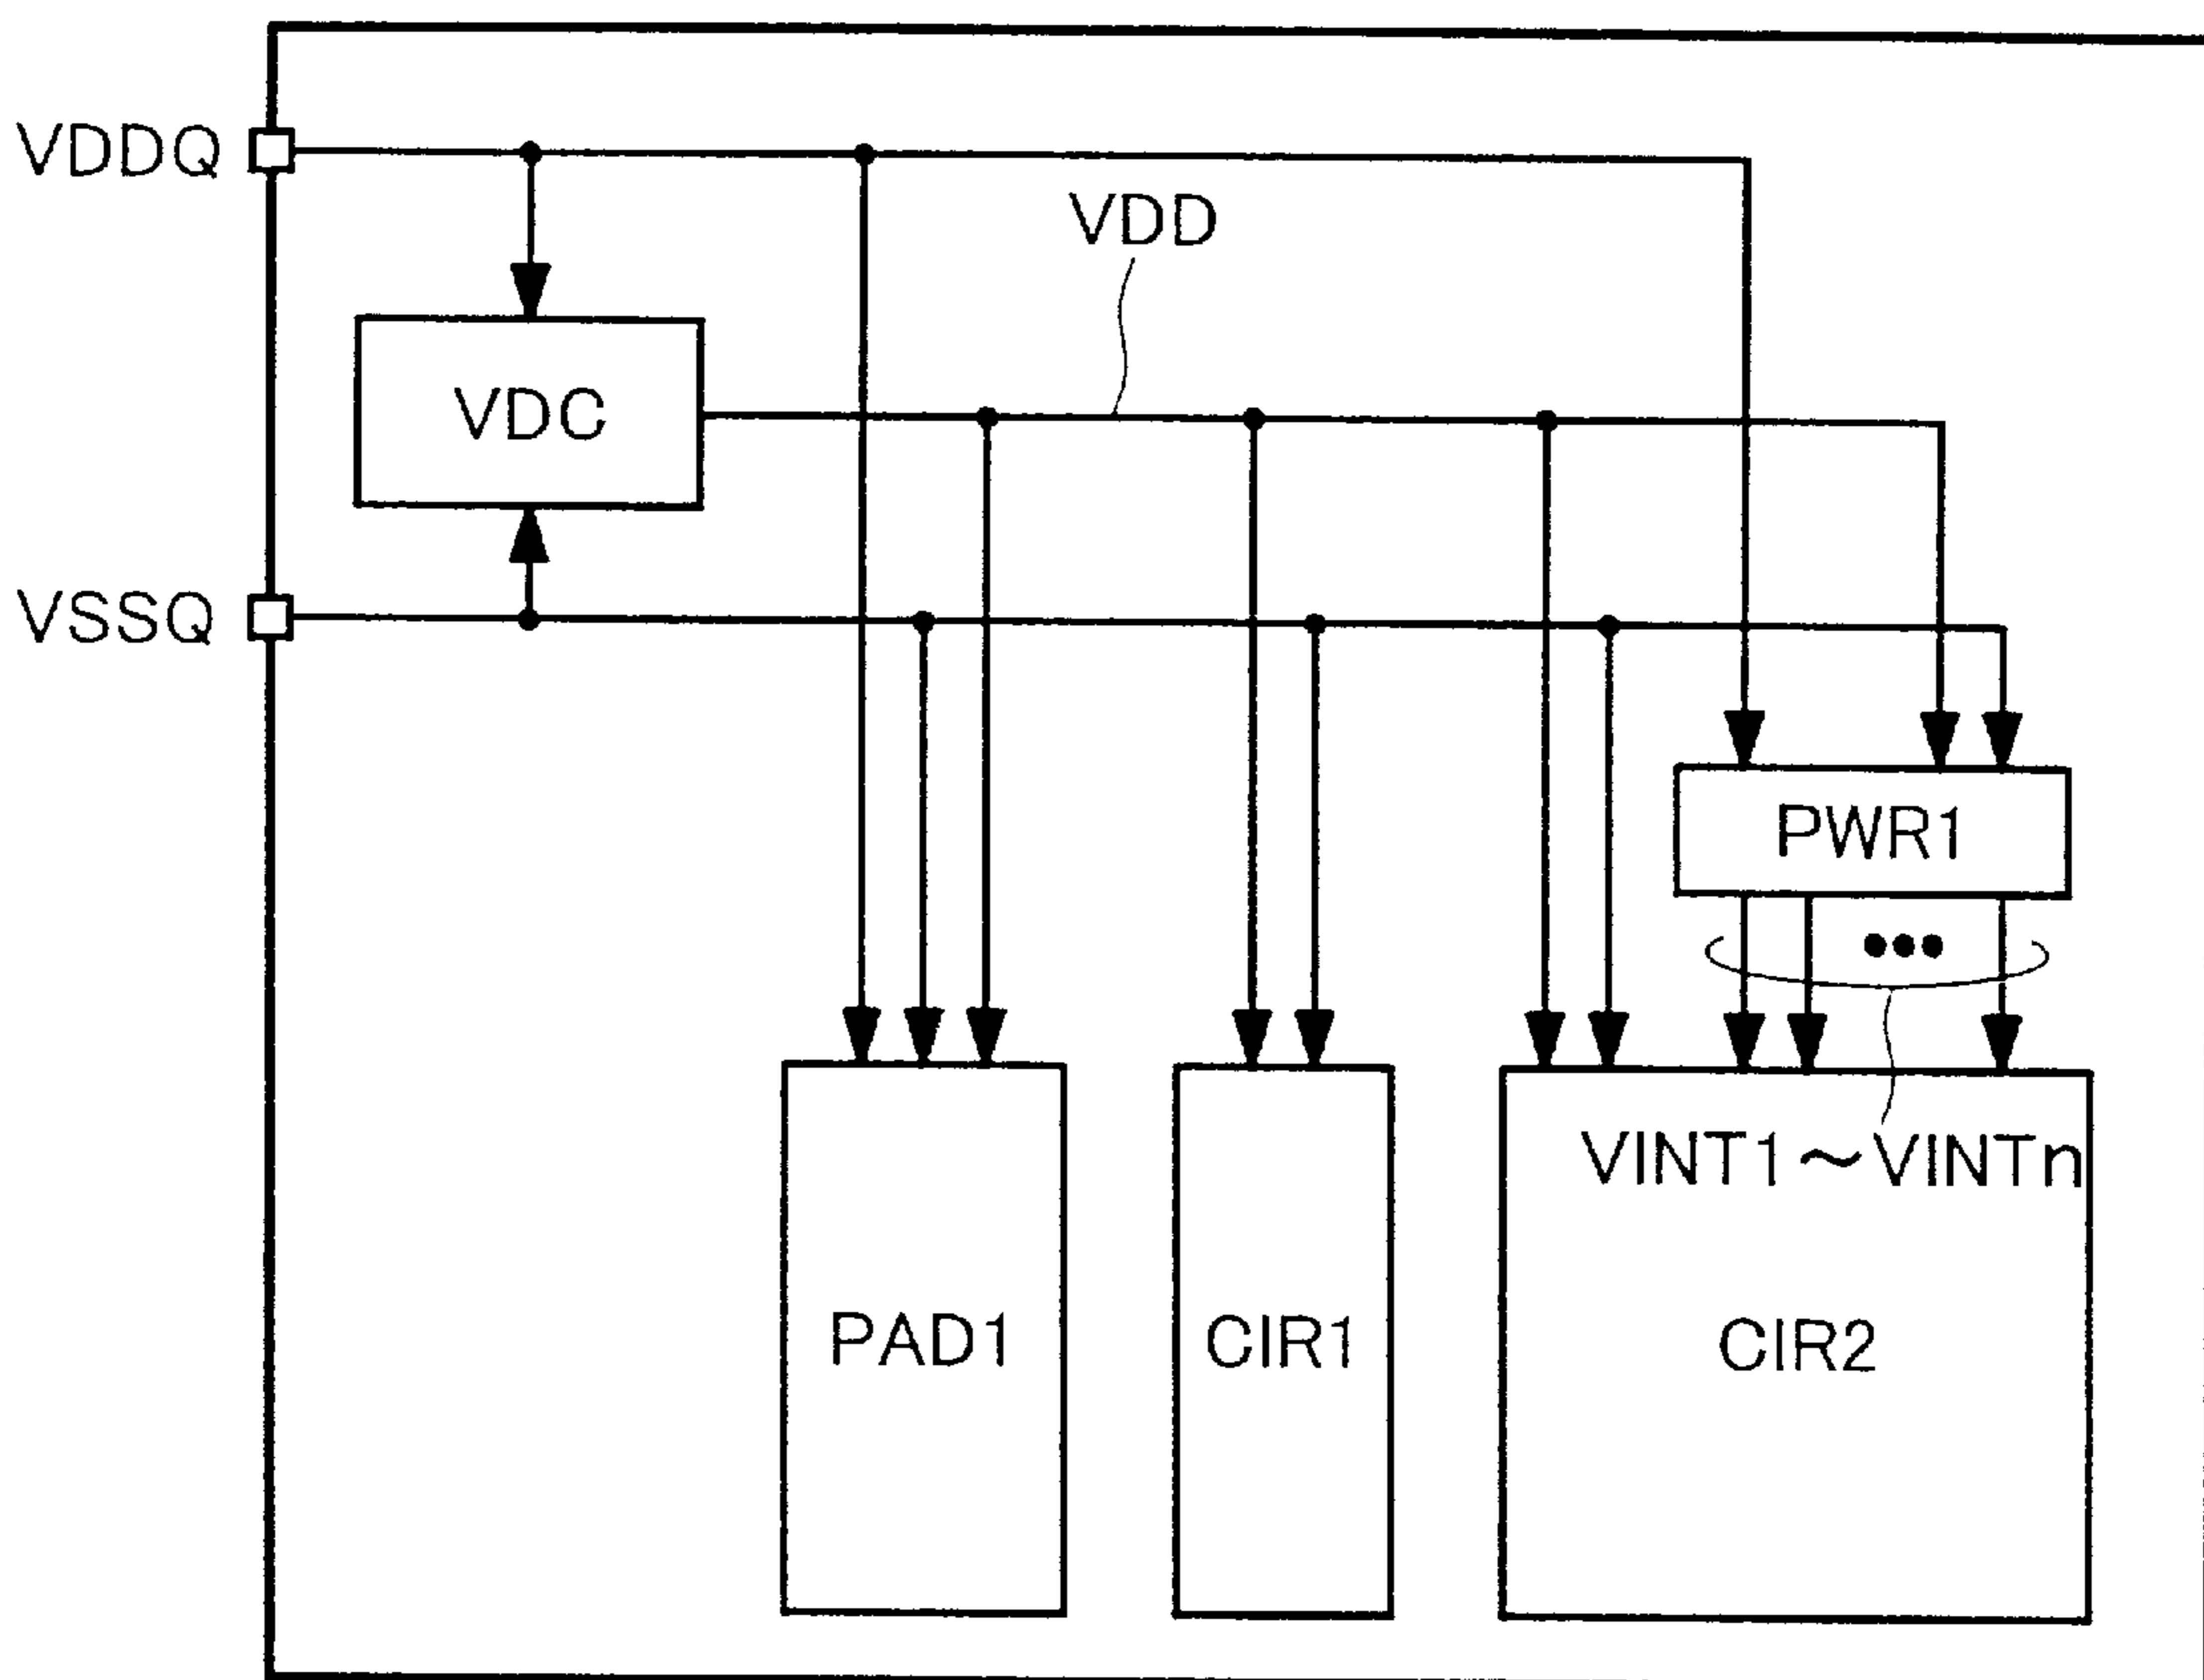 VDDQ
VDD
VDC
VSSQ
PWR1
VINT1～VINTn
PAD1
CIR1
CIR2